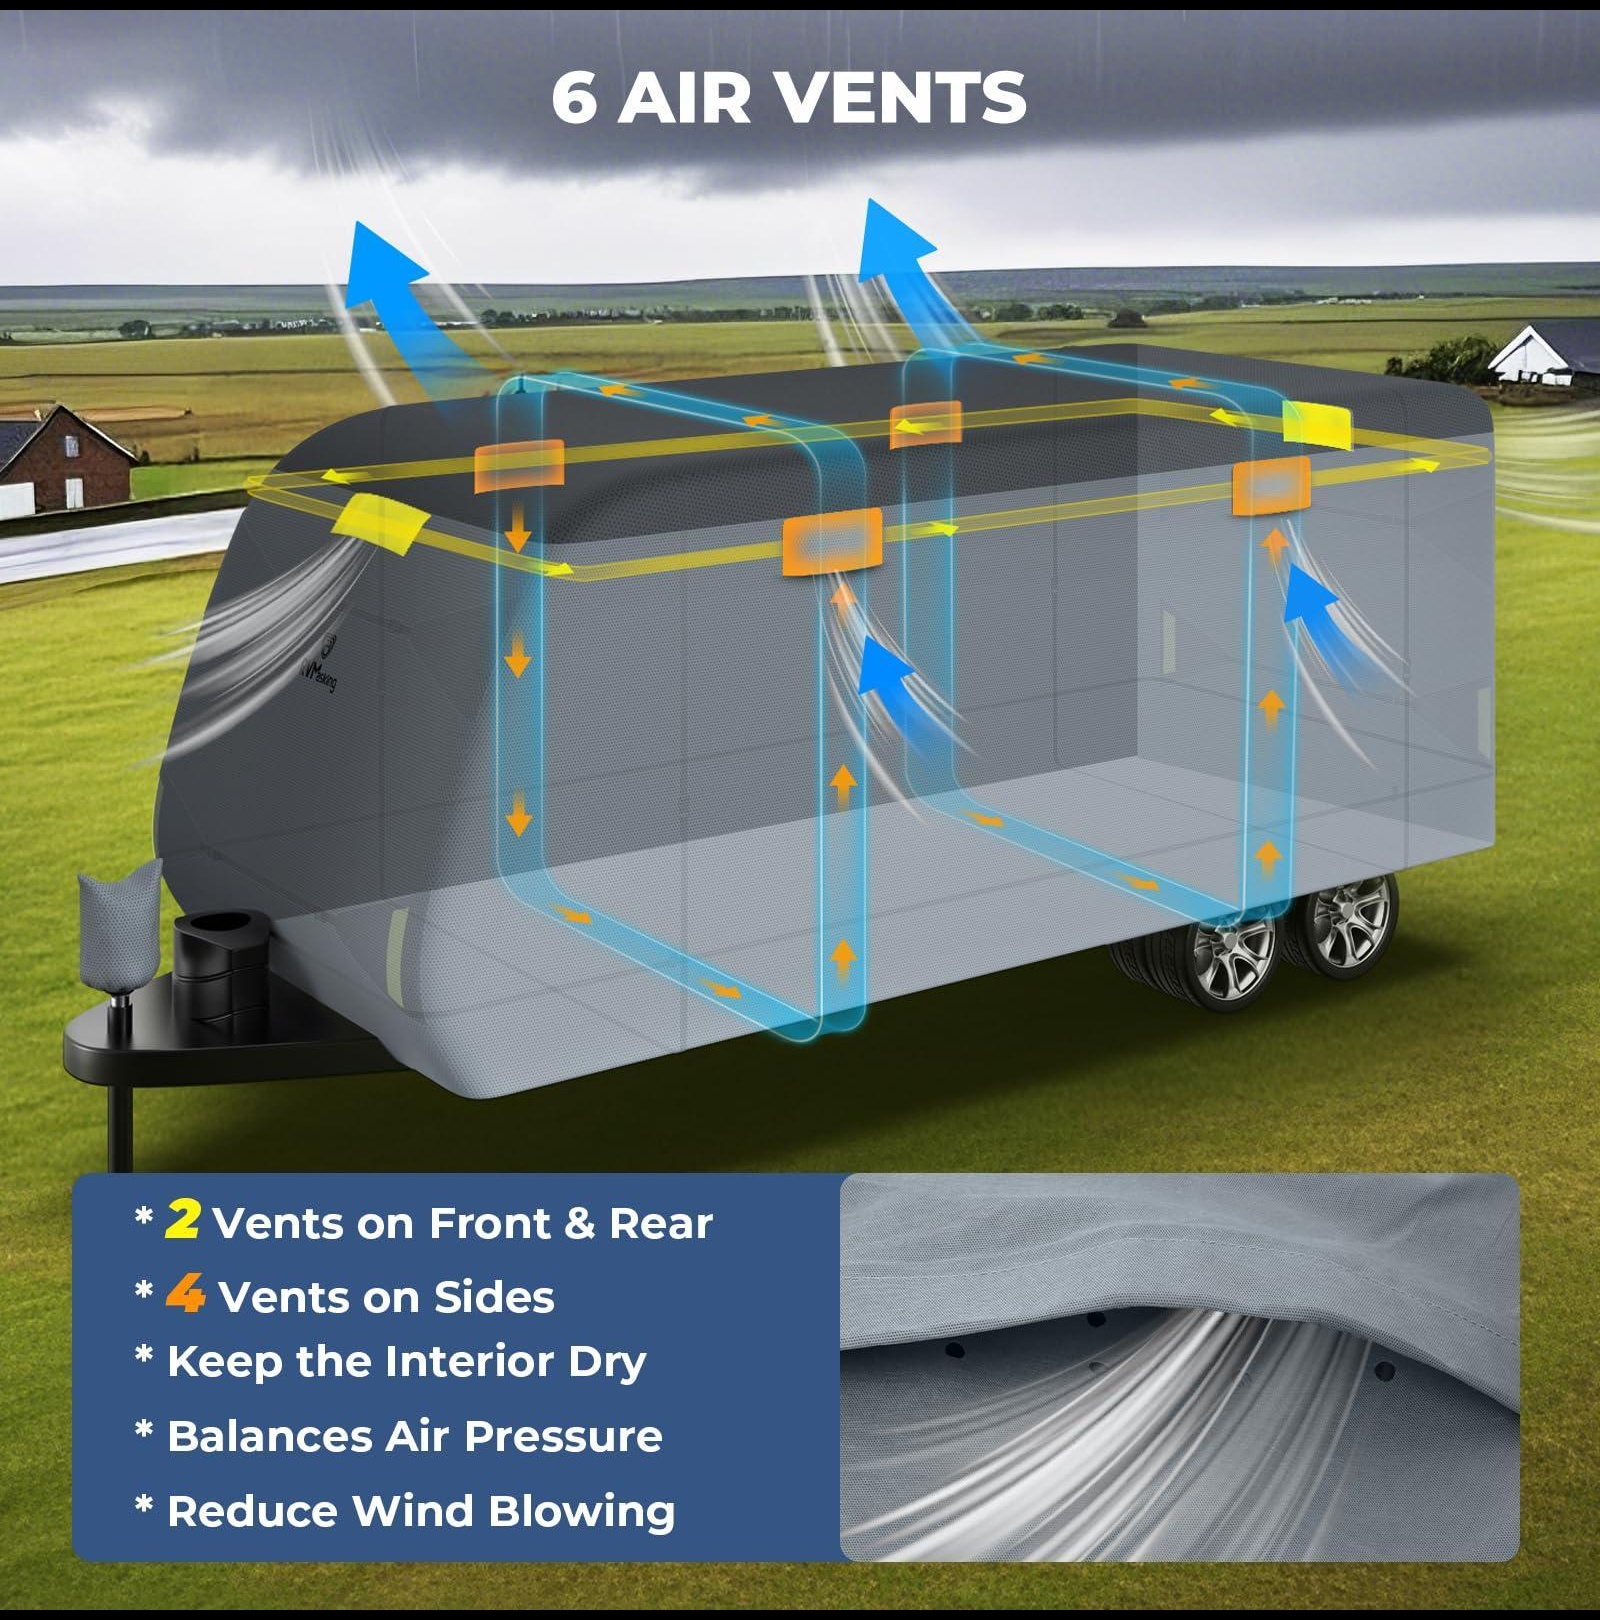 6 AIR VENTS
RVMasking
* 2 Vents on Front & Rear
* 4 Vents on Sides
* Keep the Interior Dry
* Balances Air Pressure
* Reduce Wind Blowing